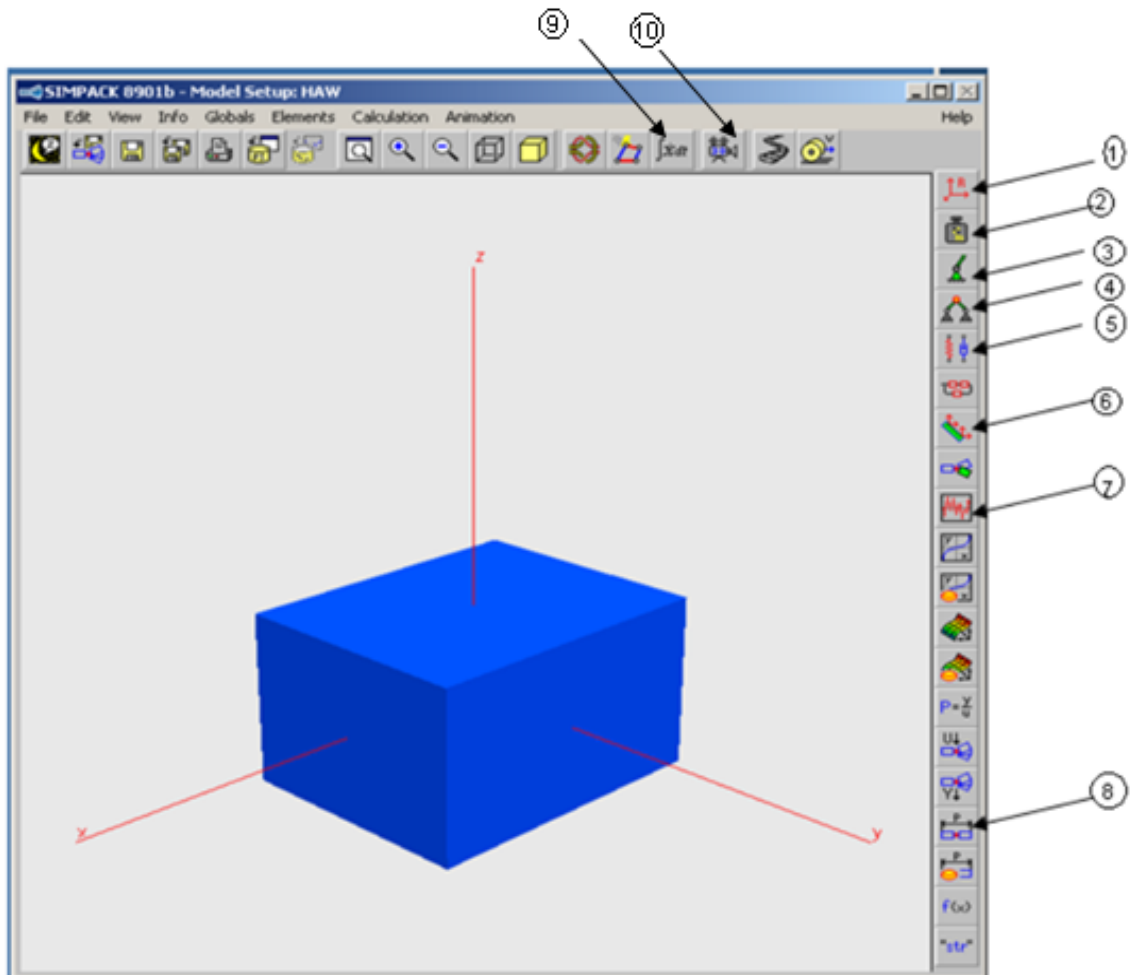 ⑨ ⑩
SIMPACK 8901b - Model Setup: HAW
File Edit View Info Globals Elements Calculation Animation Help
①
R
②
③
④
⑤
⑥
⑦
P=
U
Y
⑧
P
P
f(x)
"str"
z
x
y